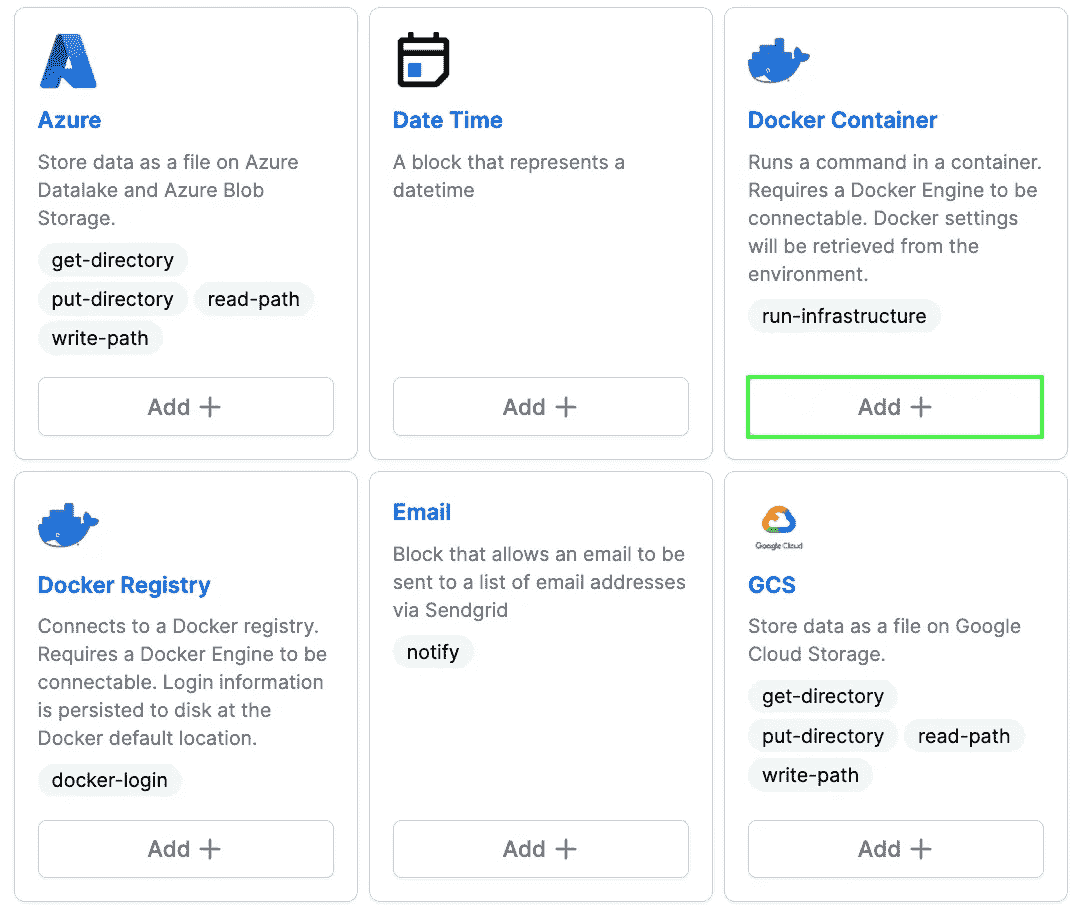 Azure
Store data as a file on Azure
Datalake and Azure Blob
Storage.
get-directory
put-directory read-path
write-path
Add +
Date Time
A block that represents a
datetime
Add +
Docker Container
Runs a command in a container.
Requires a Docker Engine to be
connectable. Docker settings
will be retrieved from the
environment.
run-infrastructure
Add +
Docker Registry
Connects to a Docker registry.
Requires a Docker Engine to be
connectable. Login information
is persisted to disk at the
Docker default location.
docker-login
Add +
Email
Block that allows an email to be
sent to a list of email addresses
via Sendgrid
notify
Add +
Google Cloud
GCS
Store data as a file on Google
Cloud Storage.
get-directory
put-directory read-path
write-path
Add +